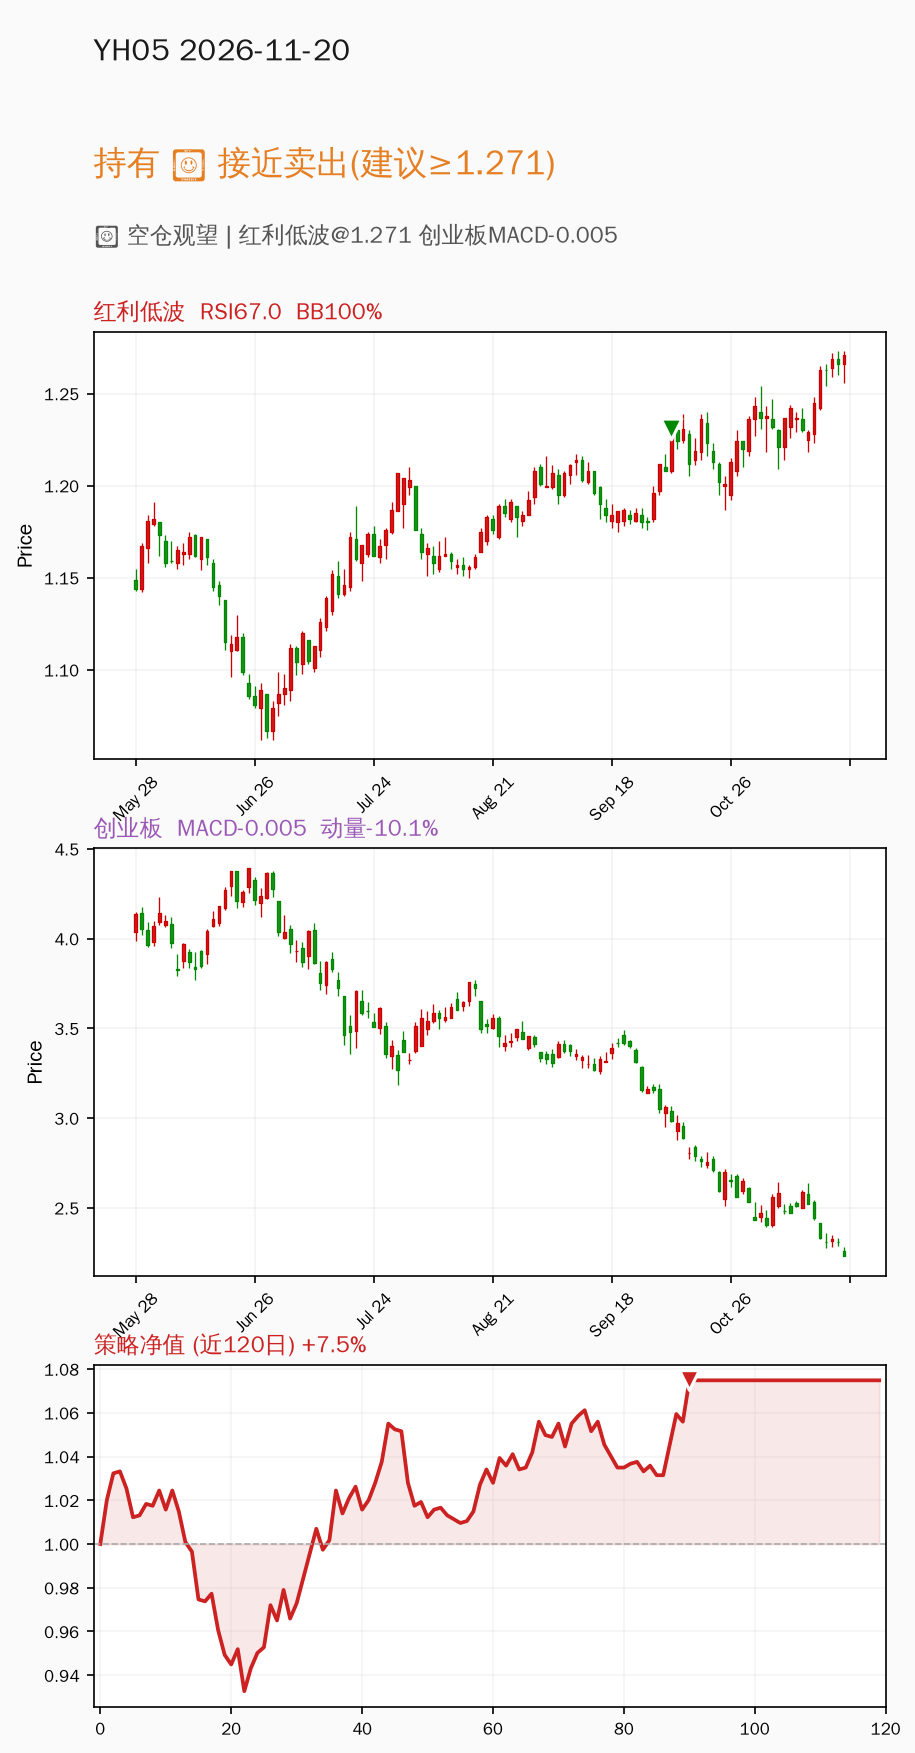 YH05 2026-11-20
持有 接近卖出(建议≥1.271)
空仓观望 | 红利低波@1.271 创业板MACD-0.005
红利低波 RSI67.0 BB100%
Price
1.25
1.20
1.15
1.10
May 28
Jun 26
Jul 24
Aug 21
Sep 18
Oct 26
创业板 MACD-0.005 动量-10.1%
Price
4.5
4.0
3.5
3.0
2.5
May 28
Jun 26
Jul 24
Aug 21
Sep 18
Oct 26
策略净值 (近120日) +7.5%
1.08
1.06
1.04
1.02
1.00
0.98
0.96
0.94
0
20
40
60
80
100
120